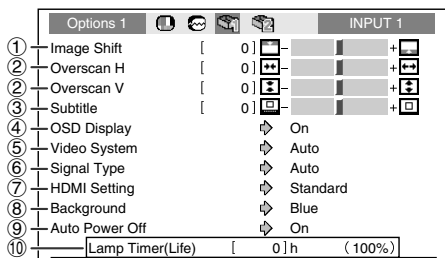 Options 1 INPUT 1
① Image Shift [ 0] - +
② Overscan H [ 0] - +
② Overscan V [ 0] - +
③ Subtitle [ 0] - +
④ OSD Display On
⑤ Video System Auto
⑥ Signal Type Auto
⑦ HDMI Setting Standard
⑧ Background Blue
⑨ Auto Power Off On
⑩ Lamp Timer(Life) [ 0] h (100%)